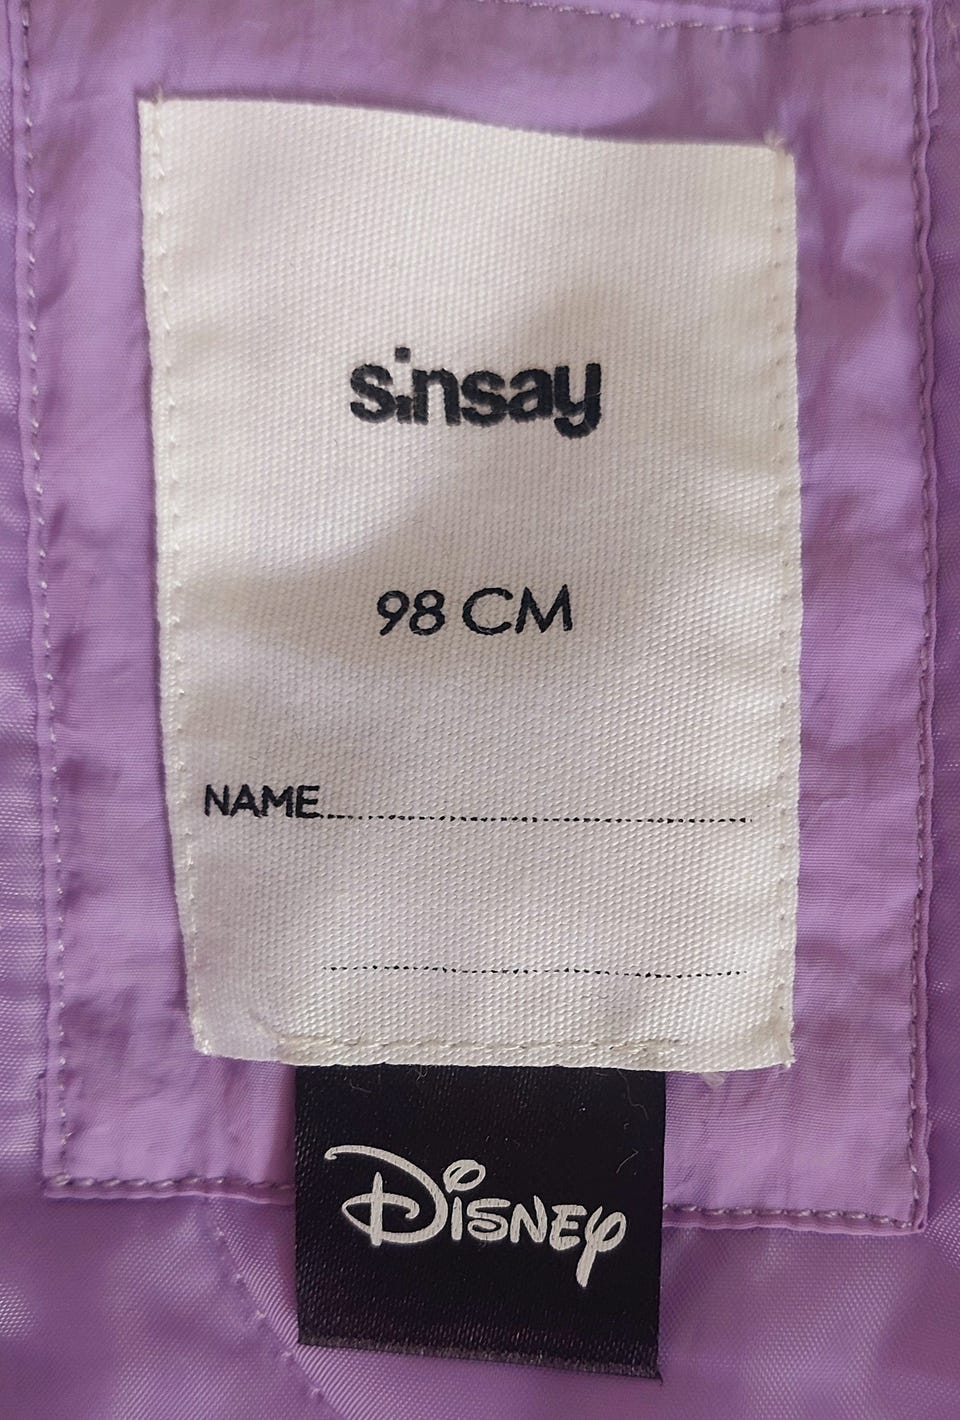 sinsay
98 CM
NAME..........................................................
..........................................................
Disney